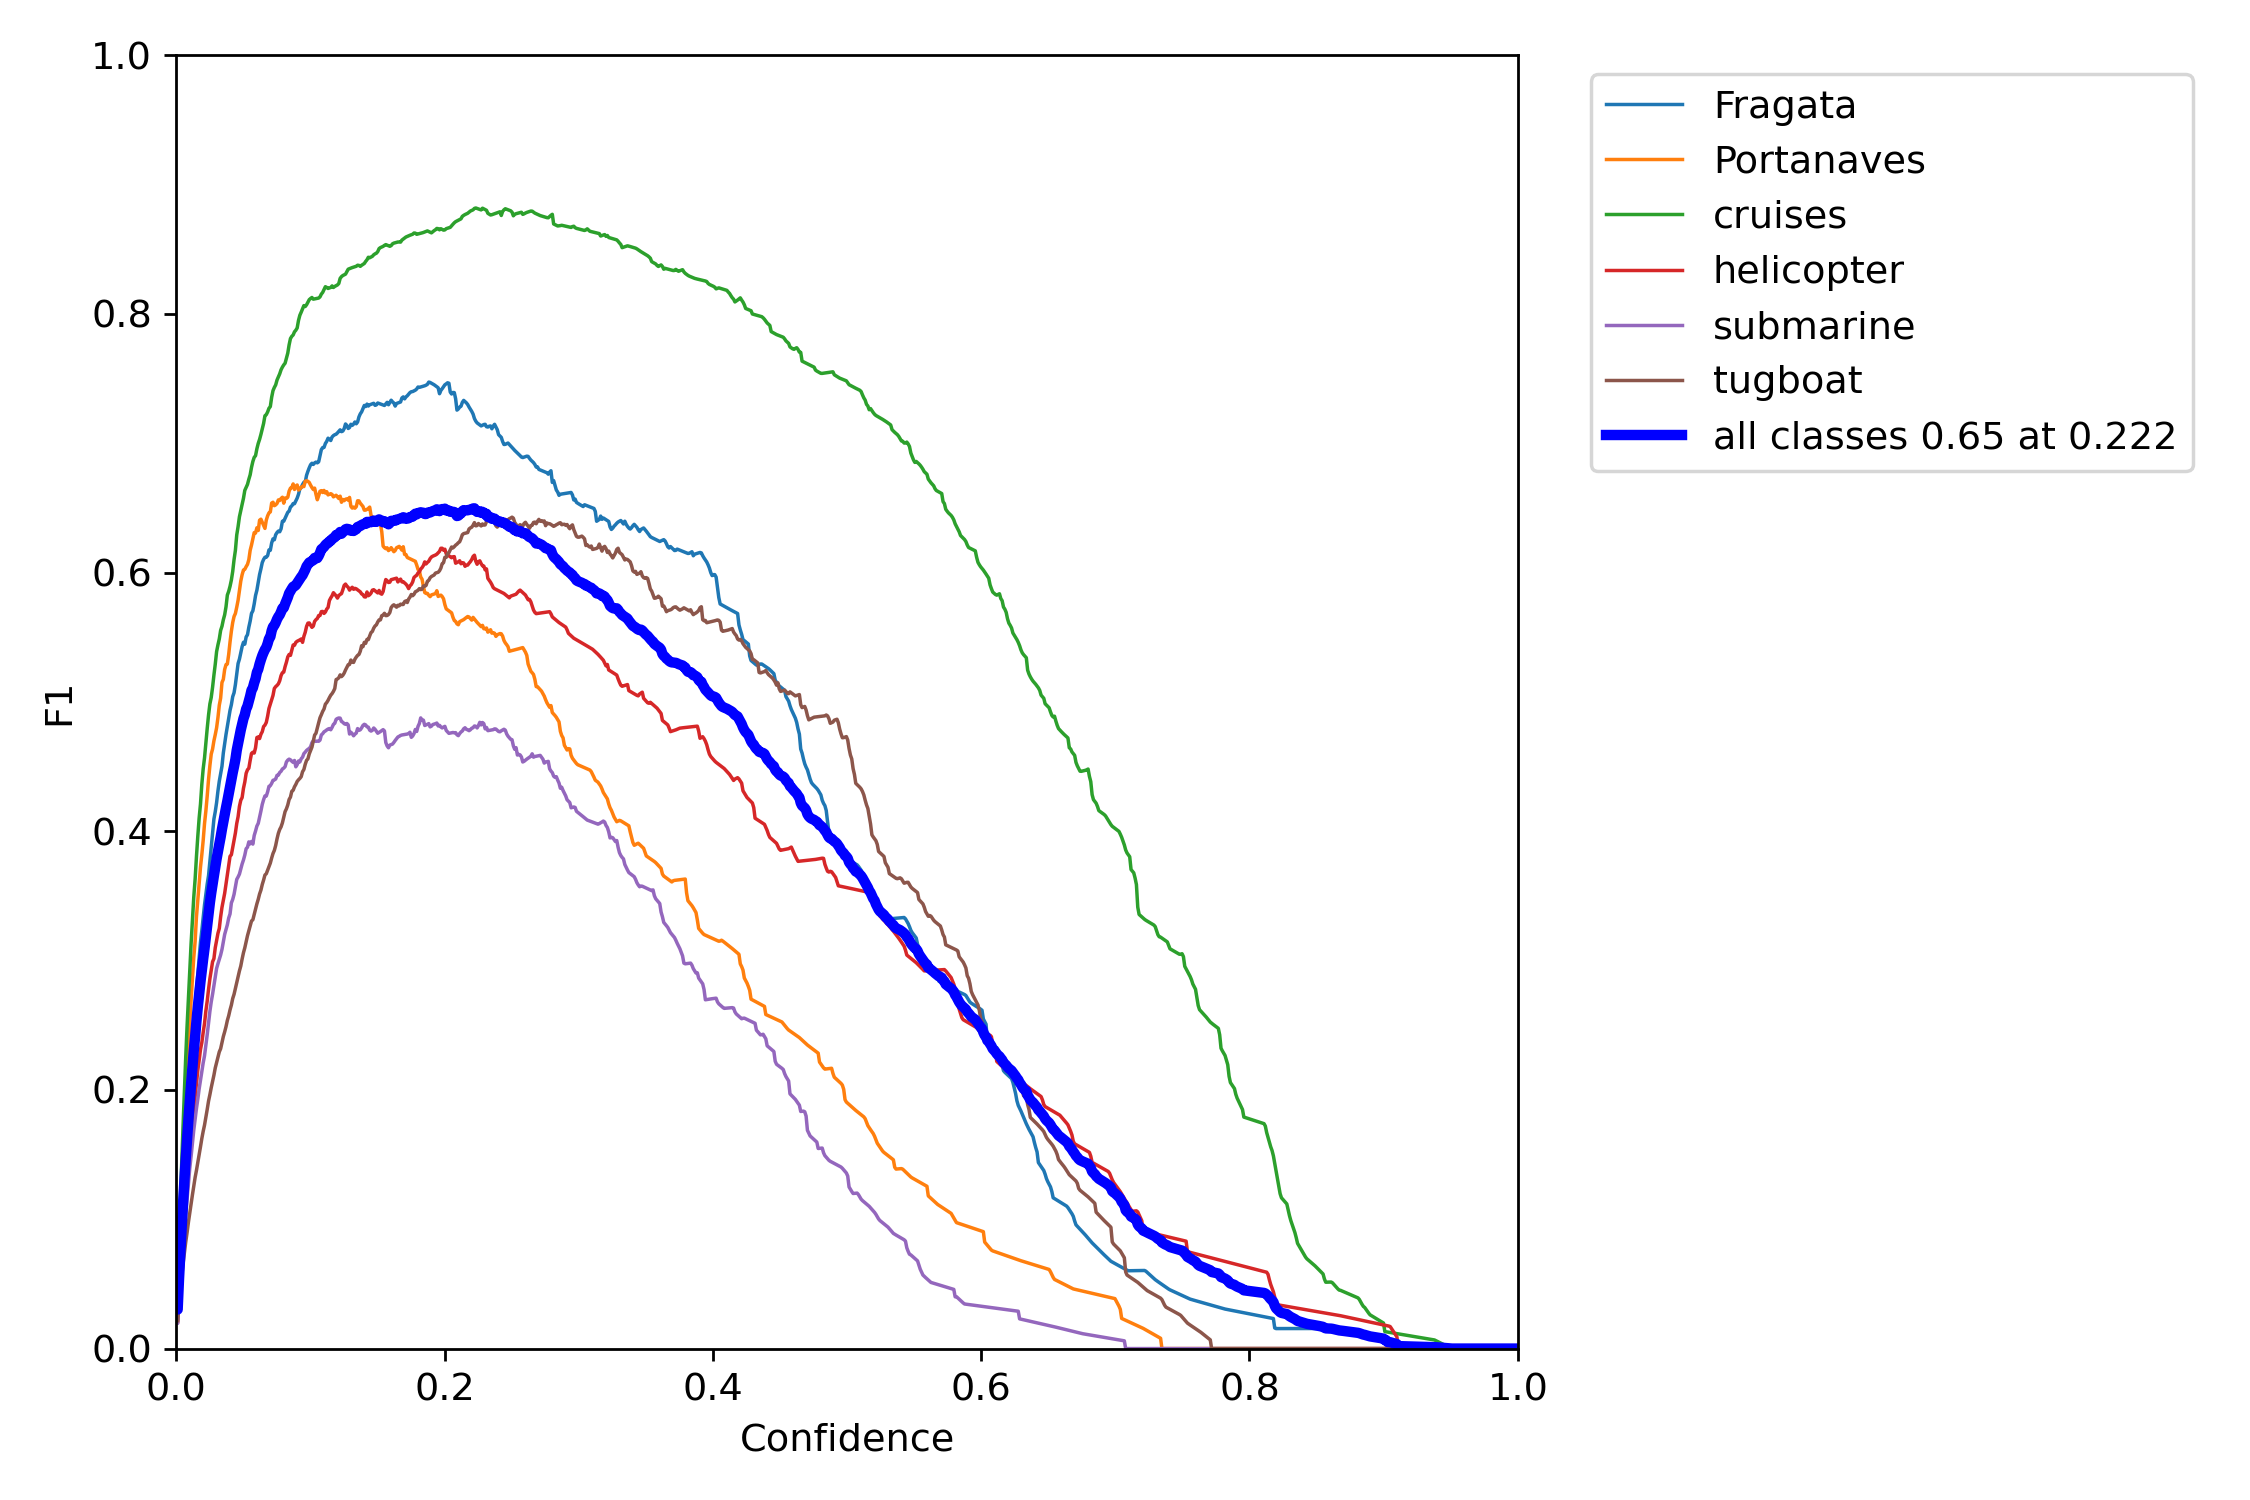 1.0
0.8
0.6
0.4
0.2
0.0
F1
0.0 0.2 0.4 0.6 0.8 1.0
Confidence
Fragata
Portanaves
cruises
helicopter
submarine
tugboat
all classes 0.65 at 0.222